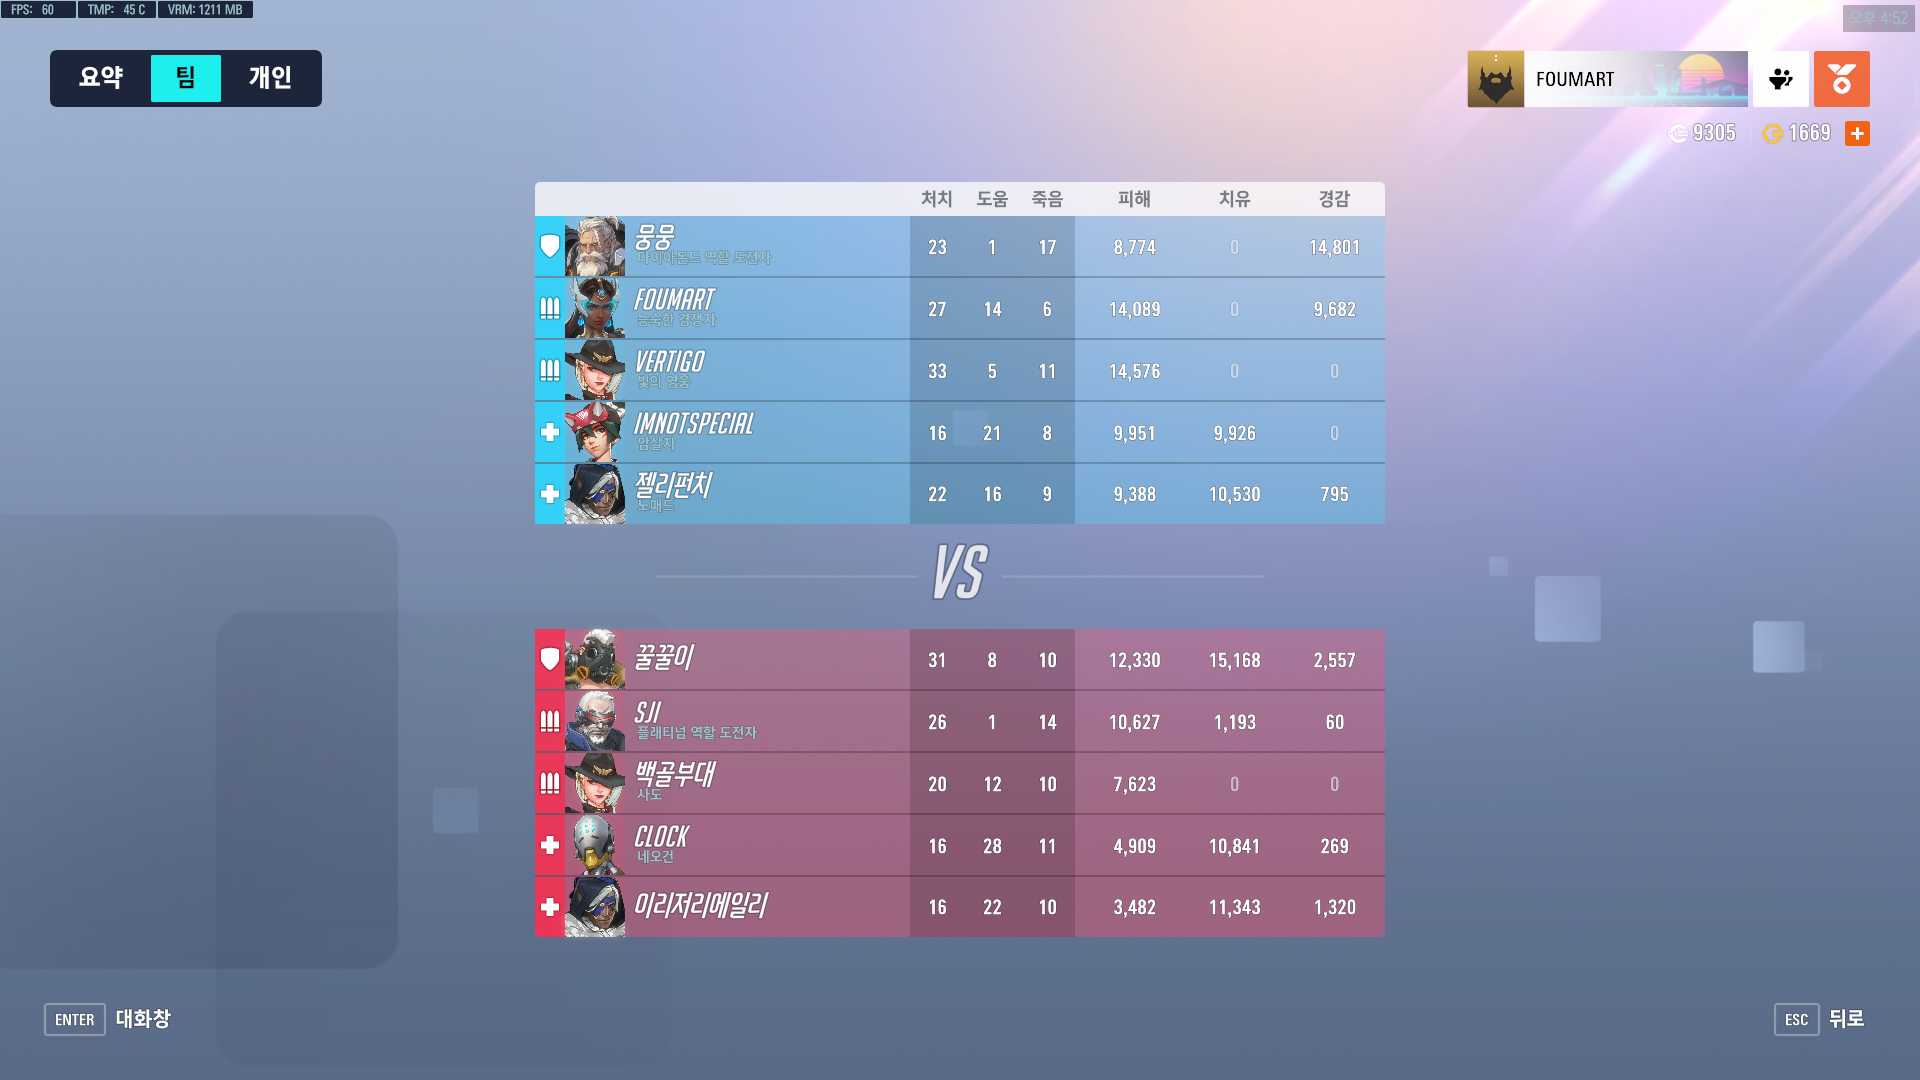 FPS: 60 TMP: 45 C VRM: 1211 MB
오후 4:52
요약 팀 개인
FOUMART
9305 1669
처치 도움 죽음 피해 치유 경감
뭉뭉 23 1 17 8,774 0 14,801
다이아몬드 역할 도전자
FOUMART 27 14 6 14,089 0 9,682
능숙한 경쟁자
VERTIGO 33 5 11 14,576 0 0
빛의 영웅
IMNOTSPECIAL 16 21 8 9,951 9,926 0
암살자
젤리펀치 22 16 9 9,388 10,530 795
노매드
VS
꿀꿀이 31 8 10 12,330 15,168 2,557
SJI 26 1 14 10,627 1,193 60
플래티넘 역할 도전자
백골부대 20 12 10 7,623 0 0
사도
CLOCK 16 28 11 4,909 10,841 269
네오건
이리저리메일리 16 22 10 3,482 11,343 1,320
ENTER 대화창
ESC 뒤로